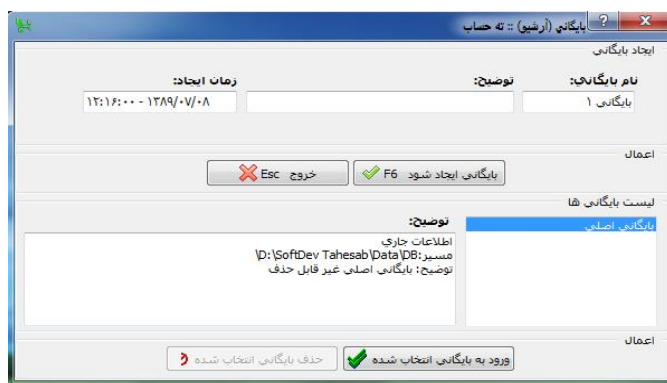 بایگانی (آرشیو) :: ته حساب
ایجاد بایگانی
نام بایگانی: توضیح: زمان ایجاد:
بایگانی ۱ ۱۳۸۹/۰۷/۰۸ - ۱۲:۱۶:۰۰
اعمال
بایگانی ایجاد شود F6 خروج Esc
لیست بایگانی ها
توضیح:
بایگانی اصلی
اطلاعات جاري
مسیر:D:\SoftDev Tahesab\Data\DB\
توضیح: بایگانی اصلی غیر قابل حذف
اعمال
ورود به بایگانی انتخاب شده حذف بایگانی انتخاب شده